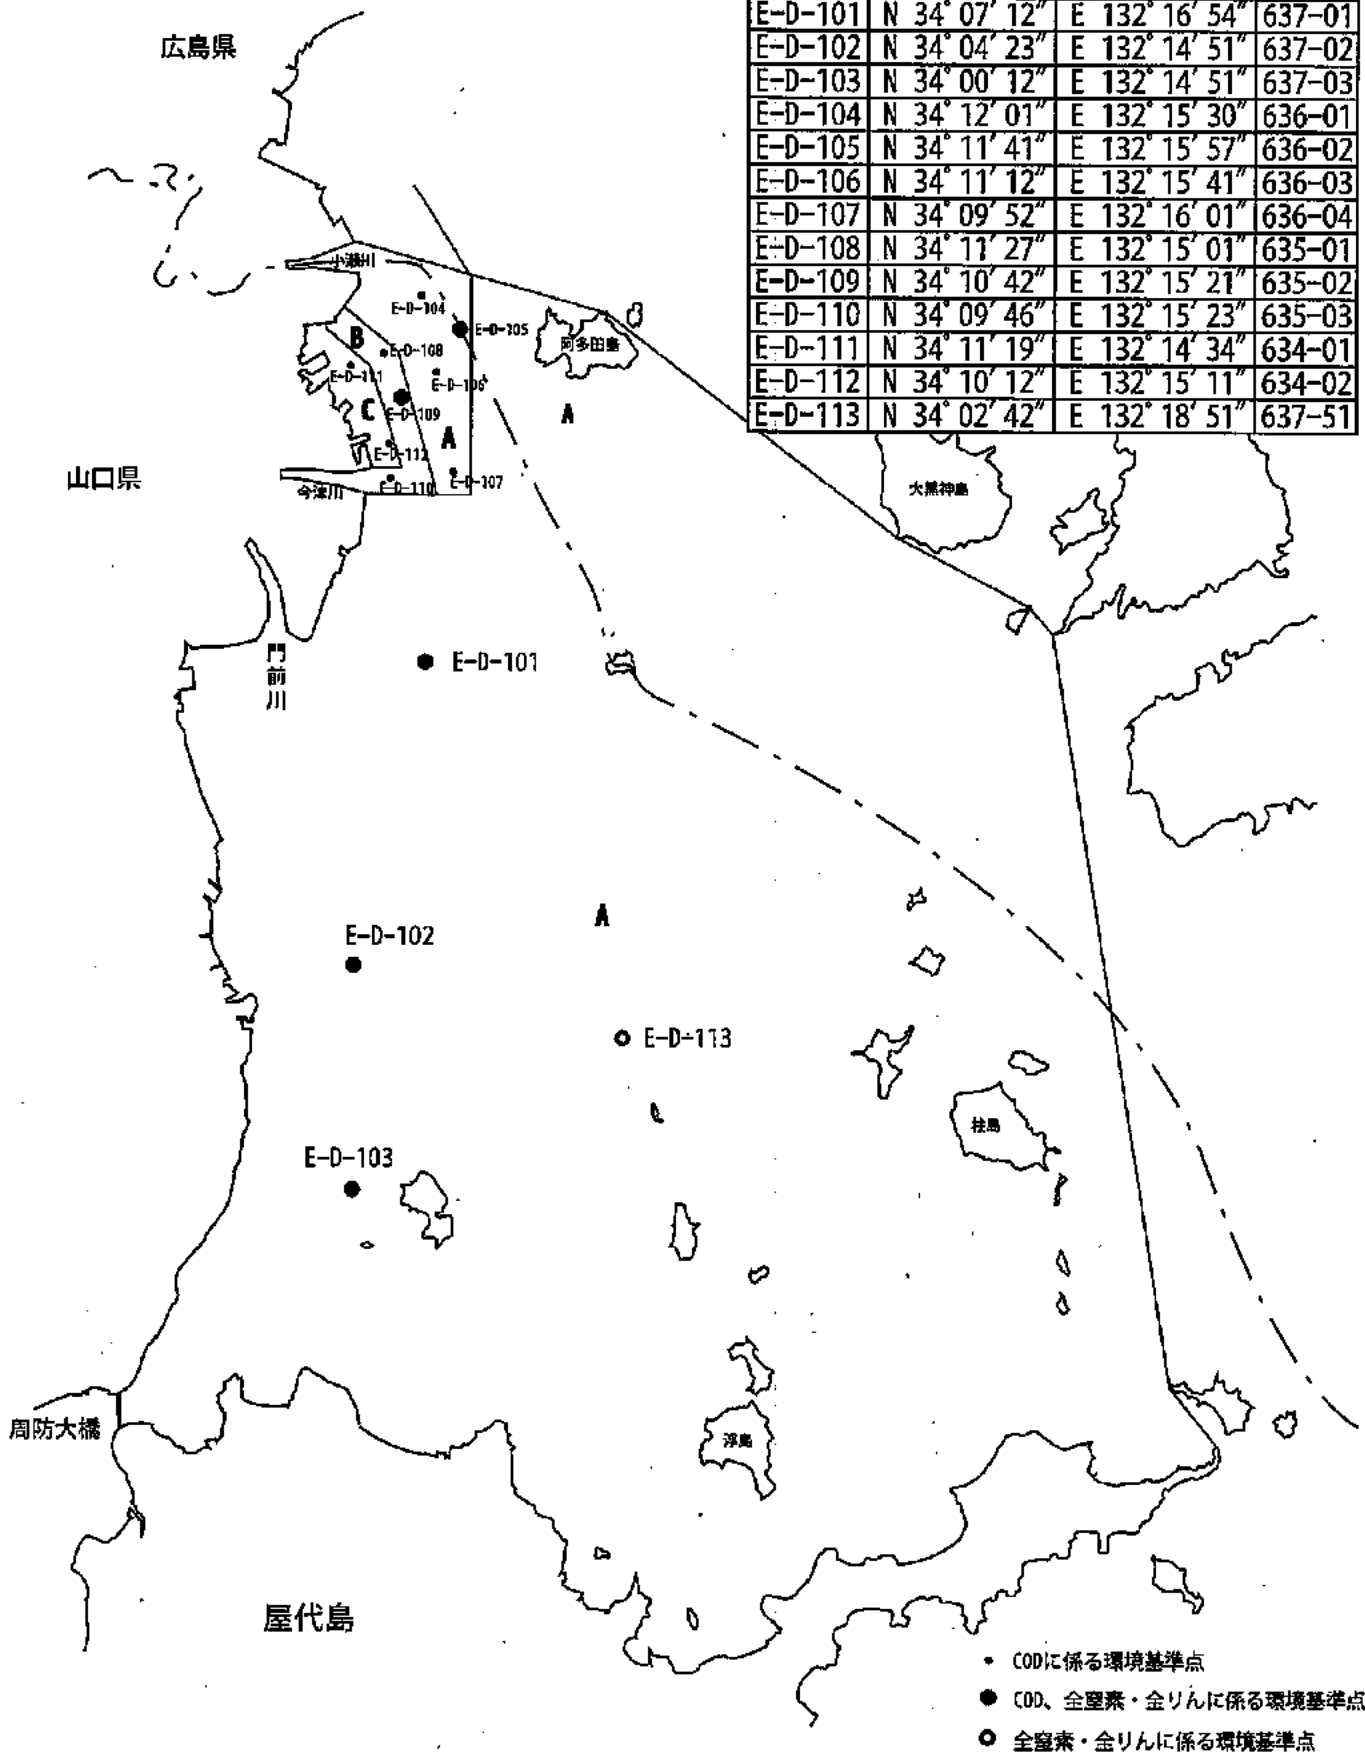 E-D-101 N 34° 07′ 12″ E 132° 16′ 54″ 637-01
E-D-102 N 34° 04′ 23″ E 132° 14′ 51″ 637-02
E-D-103 N 34° 00′ 12″ E 132° 14′ 51″ 637-03
E-D-104 N 34° 12′ 01″ E 132° 15′ 30″ 636-01
E-D-105 N 34° 11′ 41″ E 132° 15′ 57″ 636-02
E-D-106 N 34° 11′ 12″ E 132° 15′ 41″ 636-03
E-D-107 N 34° 09′ 52″ E 132° 16′ 01″ 636-04
E-D-108 N 34° 11′ 27″ E 132° 15′ 01″ 635-01
E-D-109 N 34° 10′ 42″ E 132° 15′ 21″ 635-02
E-D-110 N 34° 09′ 46″ E 132° 15′ 23″ 635-03
E-D-111 N 34° 11′ 19″ E 132° 14′ 34″ 634-01
E-D-112 N 34° 10′ 12″ E 132° 15′ 11″ 634-02
E-D-113 N 34° 02′ 42″ E 132° 18′ 51″ 637-51
広島県
小瀬川
E-D-104
E-D-105
B
阿多田島
E-D-108
E-D-111
E-D-106
C
E-D-109
A
A
E-D-112
山口県
E-D-107
E-D-110
今津川
大黒神島
門前川
E-D-101
A
E-D-102
E-D-113
柱島
E-D-103
周防大橋
浮島
屋代島
CODに係る環境基準点
COD、全窒素・全りんに係る環境基準点
全窒素・全りんに係る環境基準点